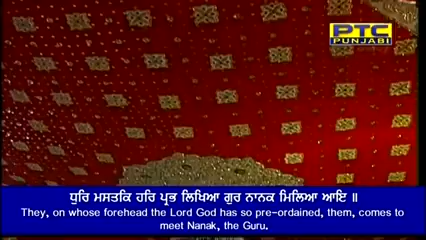 PTC
PUNJABI
ਧੁਰਿ ਮਸਤਕਿ ਹਰਿ ਪ੍ਰਭ ਲਿਖਿਆ ਗੁਰ ਨਾਨਕ ਮਿਲਿਆ ਆਇ ॥
They, on whose forehead the Lord God has so pre-ordained, them, comes to
meet Nanak, the Guru.